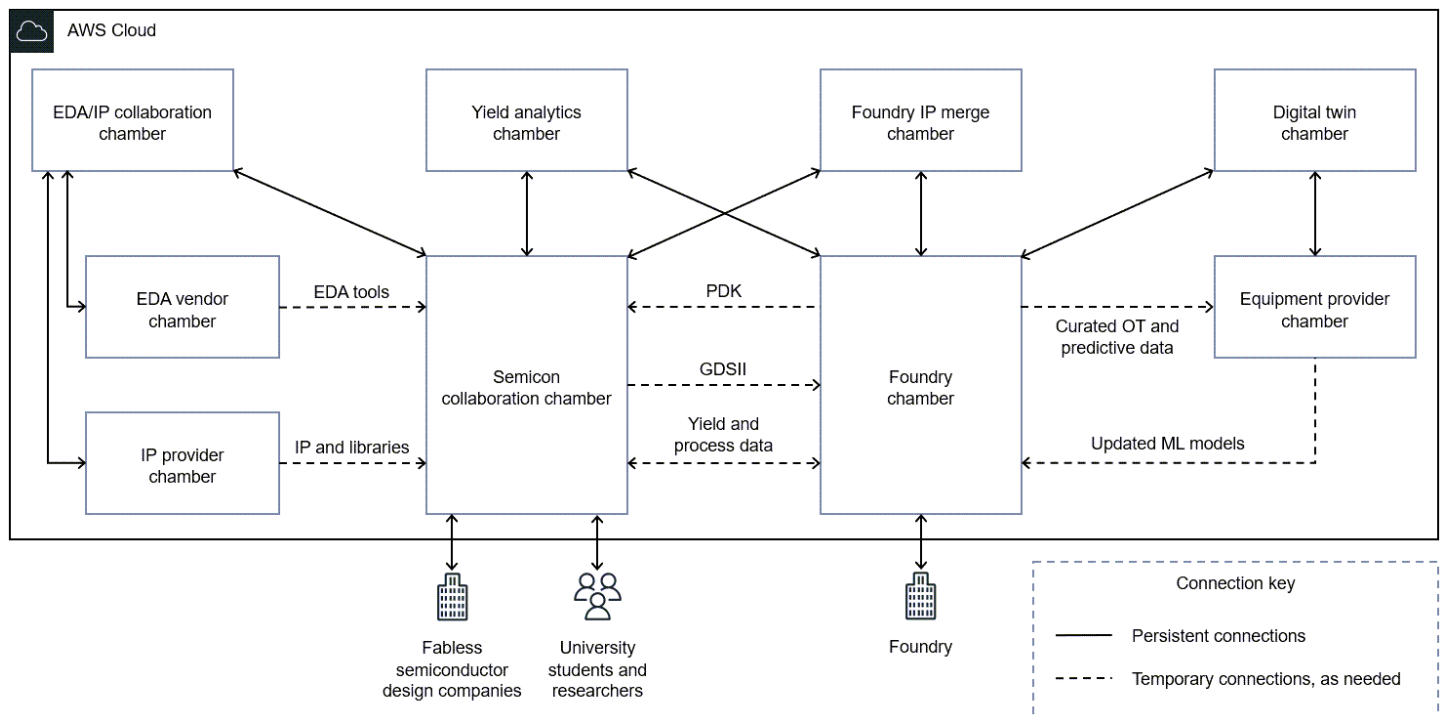 AWS Cloud
EDA/IP collaboration
chamber
Yield analytics
chamber
Foundry IP merge
chamber
Digital twin
chamber
EDA vendor
chamber
EDA tools
PDK
Curated OT and
predictive data
Equipment provider
chamber
Semicon
collaboration chamber
GDSII
Foundry
chamber
IP provider
chamber
IP and libraries
Yield and
process data
Updated ML models
Fabless
semiconductor
design companies
University
students and
researchers
Foundry
Connection key
Persistent connections
Temporary connections, as needed